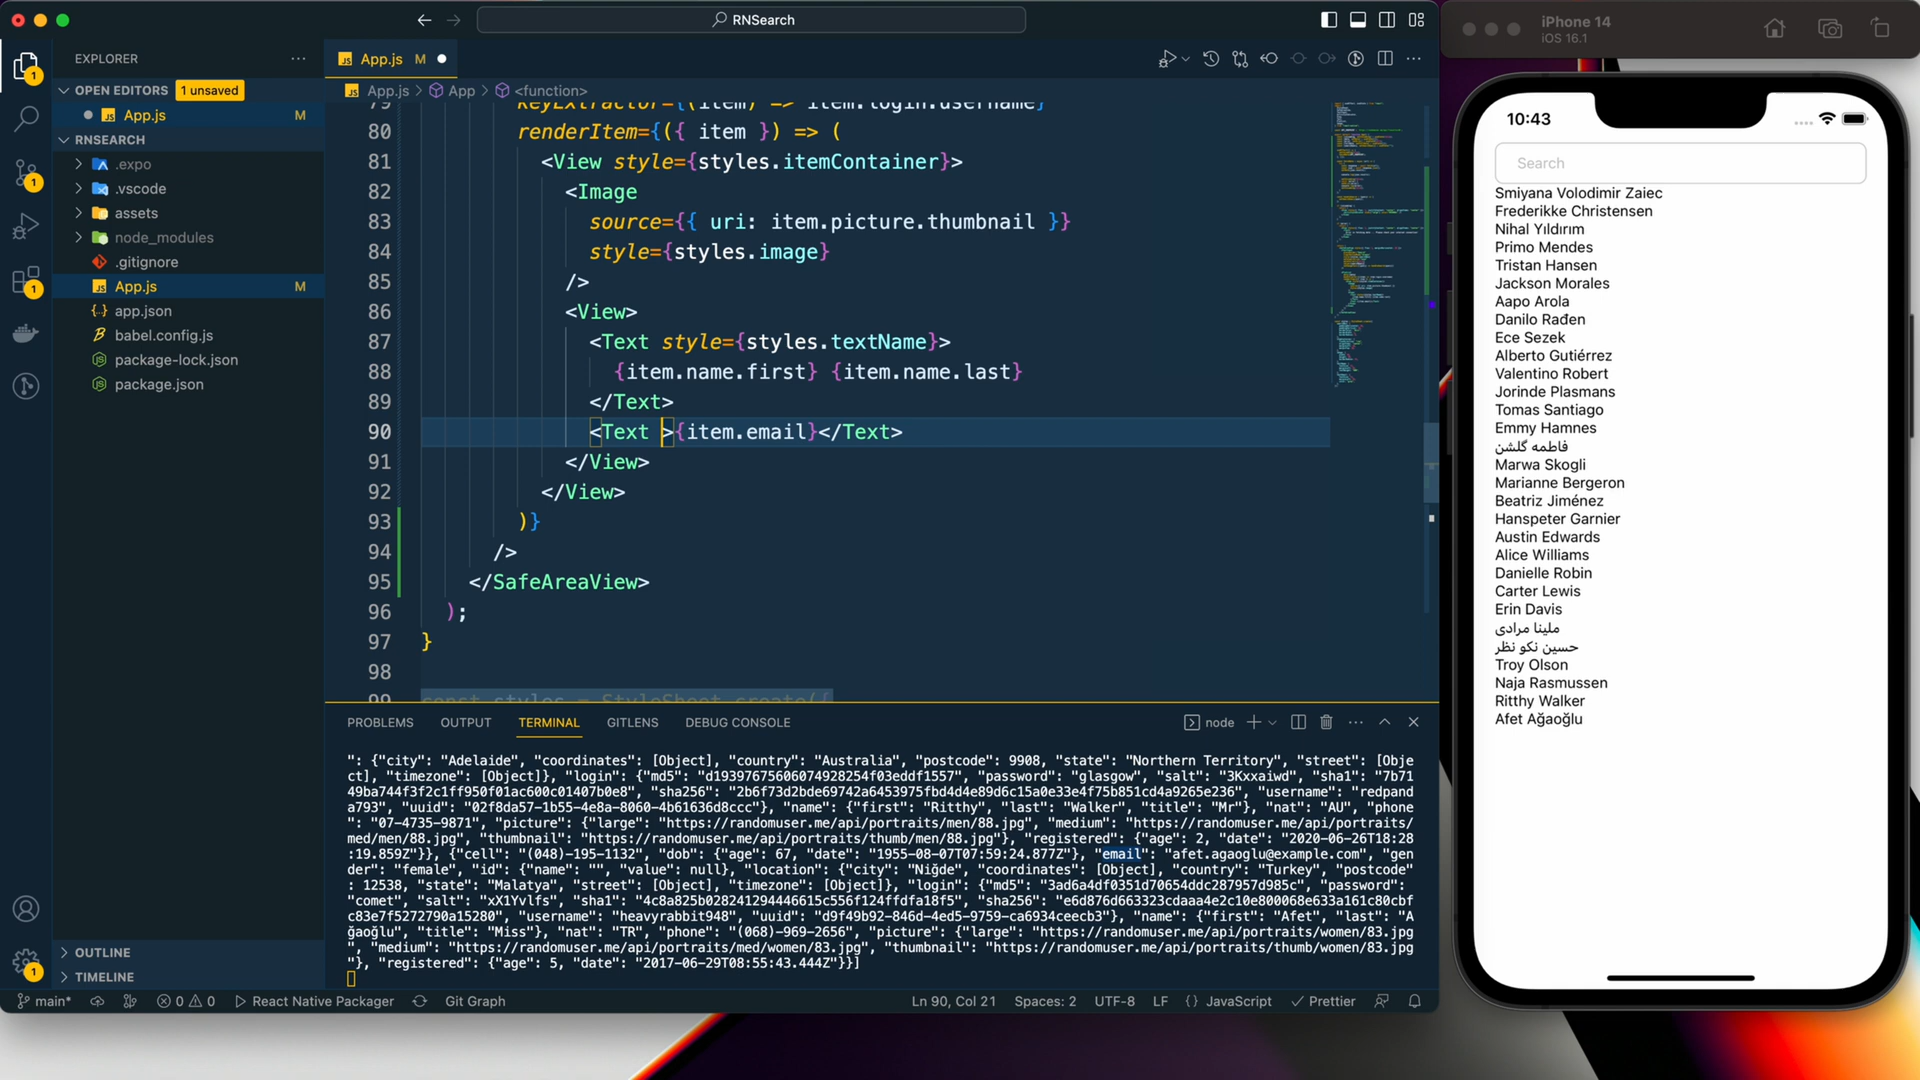 RNSearch
EXPLORER
OPEN EDITORS 1 unsaved
App.js M
RNSEARCH
.expo
.vscode
assets
node_modules
.gitignore
App.js M
app.json
babel.config.js
package-lock.json
package.json
OUTLINE
TIMELINE
App.js M
App.js > App > <function>
79 keyExtractor={(item) => item.login.username}
80 renderItem={({ item }) => (
81 <View style={styles.itemContainer}>
82 <Image
83 source={{ uri: item.picture.thumbnail }}
84 style={styles.image}
85 />
86 <View>
87 <Text style={styles.textName}>
88 {item.name.first} {item.name.last}
89 </Text>
90 <Text >{item.email}</Text>
91 </View>
92 </View>
93 )}
94 />
95 </SafeAreaView>
96 );
97 }
98
99 const styles = StyleSheet.create({
PROBLEMS OUTPUT TERMINAL GITLENS DEBUG CONSOLE node
": {"city": "Adelaide", "coordinates": [Object], "country": "Australia", "postcode": 9908, "state": "Northern Territory", "street": [Obje
ct], "timezone": [Object]}, "login": {"md5": "d19397675606074928254f03eddf1557", "password": "glasgow", "salt": "3Kxxaiwd", "sha1": "7b71
49ba744f3f2c1ff950f01ac600c01407b0e8", "sha256": "2b6f73d2bde69742a6453975fbd4d4e89d6c15a0e33e4f75b851cd4a9265e236", "username": "redpand
a793", "uuid": "02f8da57-1b55-4e8a-8060-4b61636d8ccc"}, "name": {"first": "Ritthy", "last": "Walker", "title": "Mr"}, "nat": "AU", "phone
": "07-4735-9871", "picture": {"large": "https://randomuser.me/api/portraits/men/88.jpg", "medium": "https://randomuser.me/api/portraits/
med/men/88.jpg", "thumbnail": "https://randomuser.me/api/portraits/thumb/men/88.jpg"}, "registered": {"age": 2, "date": "2020-06-26T18:28
:19.859Z"}}, {"cell": "(048)-195-1132", "dob": {"age": 67, "date": "1955-08-07T07:59:24.877Z"}, "email": "afet.agaoglu@example.com", "gen
der": "female", "id": {"name": "", "value": null}, "location": {"city": "Niğde", "coordinates": [Object], "country": "Turkey", "postcode"
: 12538, "state": "Malatya", "street": [Object], "timezone": [Object]}, "login": {"md5": "3ad6a4df0351d70654ddc287957d985c", "password":
"comet", "salt": "xX1Yvlfs", "sha1": "4c8a825b028241294446615c556f124ffdfa18f5", "sha256": "e6d876d663323cdaaa4e2c10e800068e633a161c80cbf
c83e7f5272790a15280", "username": "heavyrabbit948", "uuid": "d9f49b92-846d-4ed5-9759-ca6934ceecb3"}, "name": {"first": "Afet", "last": "A
ğaoğlu", "title": "Miss"}, "nat": "TR", "phone": "(068)-969-2656", "picture": {"large": "https://randomuser.me/api/portraits/women/83.jpg
", "medium": "https://randomuser.me/api/portraits/med/women/83.jpg", "thumbnail": "https://randomuser.me/api/portraits/thumb/women/83.jpg
"}, "registered": {"age": 5, "date": "2017-06-29T08:55:43.444Z"}}]
main* 0 0 React Native Packager Git Graph Ln 90, Col 21 Spaces: 2 UTF-8 LF {} JavaScript Prettier
iPhone 14
iOS 16.1
10:43
Search
Smiyana Volodimir Zaiec
Frederikke Christensen
Nihal Yıldırım
Primo Mendes
Tristan Hansen
Jackson Morales
Aapo Arola
Danilo Rađen
Ece Sezek
Alberto Gutiérrez
Valentino Robert
Jorinde Plasmans
Tomas Santiago
Emmy Hamnes
فاطمه گلشن
Marwa Skogli
Marianne Bergeron
Beatriz Jiménez
Hanspeter Garnier
Austin Edwards
Alice Williams
Danielle Robin
Carter Lewis
Erin Davis
ملینا مرادی
حسین نکو نظر
Troy Olson
Naja Rasmussen
Ritthy Walker
Afet Ağaoğlu